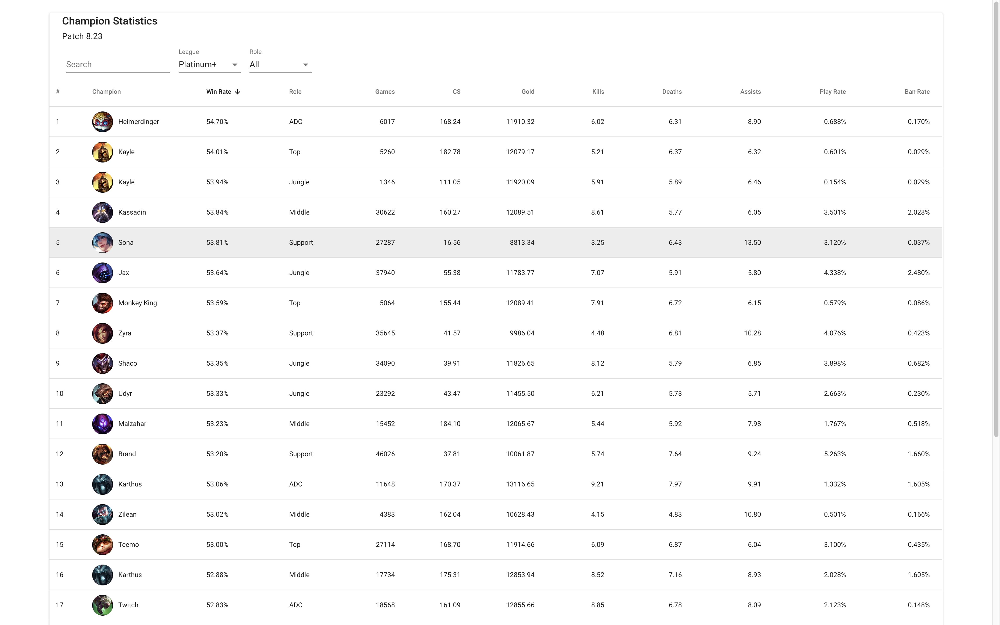 Champion Statistics
Patch 8.23
League Role
Search Platinum+ All
# Champion Win Rate Role Games CS Gold Kills Deaths Assists Play Rate Ban Rate
1 Heimerdinger 54.70% ADC 6017 168.24 11910.32 6.02 6.31 8.90 0.688% 0.170%
2 Kayle 54.01% Top 5260 182.78 12079.17 5.21 6.37 6.32 0.601% 0.029%
3 Kayle 53.94% Jungle 1346 111.05 11920.09 5.91 5.89 6.46 0.154% 0.029%
4 Kassadin 53.84% Middle 30622 160.27 12089.51 8.61 5.77 6.05 3.501% 2.028%
5 Sona 53.81% Support 27287 16.56 8813.34 3.25 6.43 13.50 3.120% 0.037%
6 Jax 53.64% Jungle 37940 55.38 11783.77 7.07 5.91 5.80 4.338% 2.480%
7 Monkey King 53.59% Top 5064 155.44 12089.41 7.91 6.72 6.15 0.579% 0.086%
8 Zyra 53.37% Support 35645 41.57 9986.04 4.48 6.81 10.28 4.076% 0.423%
9 Shaco 53.35% Jungle 34090 39.91 11826.65 8.12 5.79 6.85 3.898% 0.682%
10 Udyr 53.33% Jungle 23292 43.47 11455.50 6.21 5.73 5.71 2.663% 0.230%
11 Malzahar 53.23% Middle 15452 184.10 12065.67 5.44 5.92 7.98 1.767% 0.518%
12 Brand 53.20% Support 46026 37.81 10061.87 5.74 7.64 9.24 5.263% 1.660%
13 Karthus 53.06% ADC 11648 170.37 13116.65 9.21 7.97 9.91 1.332% 1.605%
14 Zilean 53.02% Middle 4383 162.04 10628.43 4.15 4.83 10.80 0.501% 0.166%
15 Teemo 53.00% Top 27114 168.70 11914.66 6.09 6.87 6.04 3.100% 0.435%
16 Karthus 52.88% Middle 17734 175.31 12853.94 8.52 7.16 8.93 2.028% 1.605%
17 Twitch 52.83% ADC 18568 161.09 12855.66 8.85 6.78 8.09 2.123% 0.148%